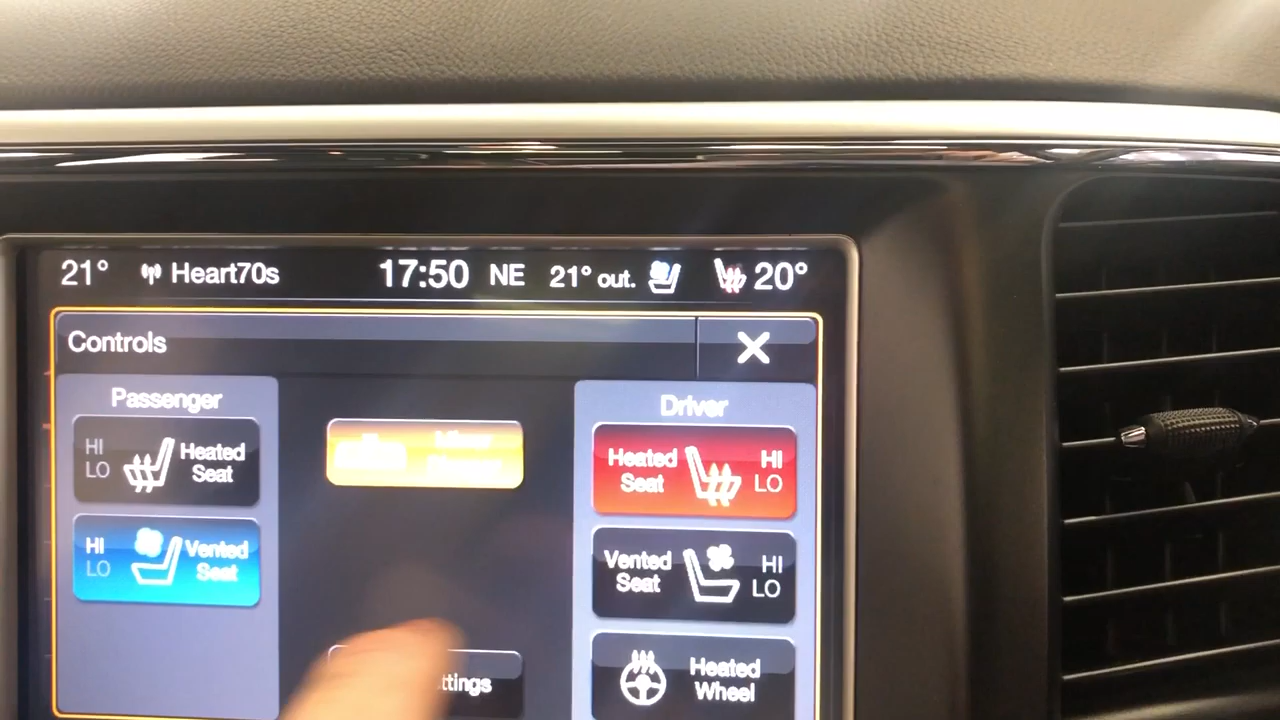 21° Heart70s 17:50 NE 21° out. 20°
Controls
Passenger
HI
LO
Heated
Seat
HI
LO
Vented
Seat
ttings
Driver
Heated
Seat
HI
LO
Vented
Seat
HI
LO
Heated
Wheel